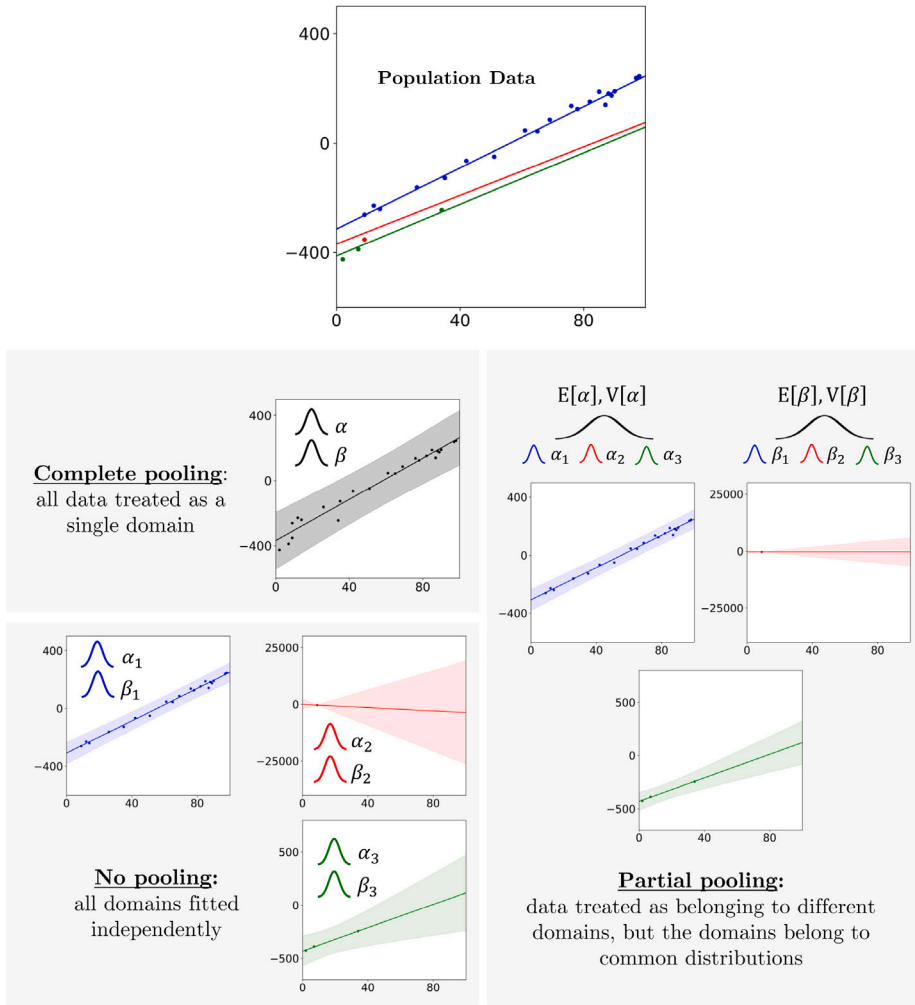 400
Population Data
0
−400
0
40
80
Complete pooling:
all data treated as a
single domain
400
α
β
0
−400
0
40
80
E[α], V[α]
E[β], V[β]
α1 α2 α3
β1 β2 β3
400
0
−400
0
40
80
25000
0
−25000
0
40
80
400
α1
β1
0
−400
0
40
80
25000
0
α2
β2
−25000
0
40
80
500
0
−500
0
40
80
500
α3
β3
0
−500
0
40
80
No pooling:
all domains fitted
independently
Partial pooling:
data treated as belonging to different
domains, but the domains belong to
common distributions